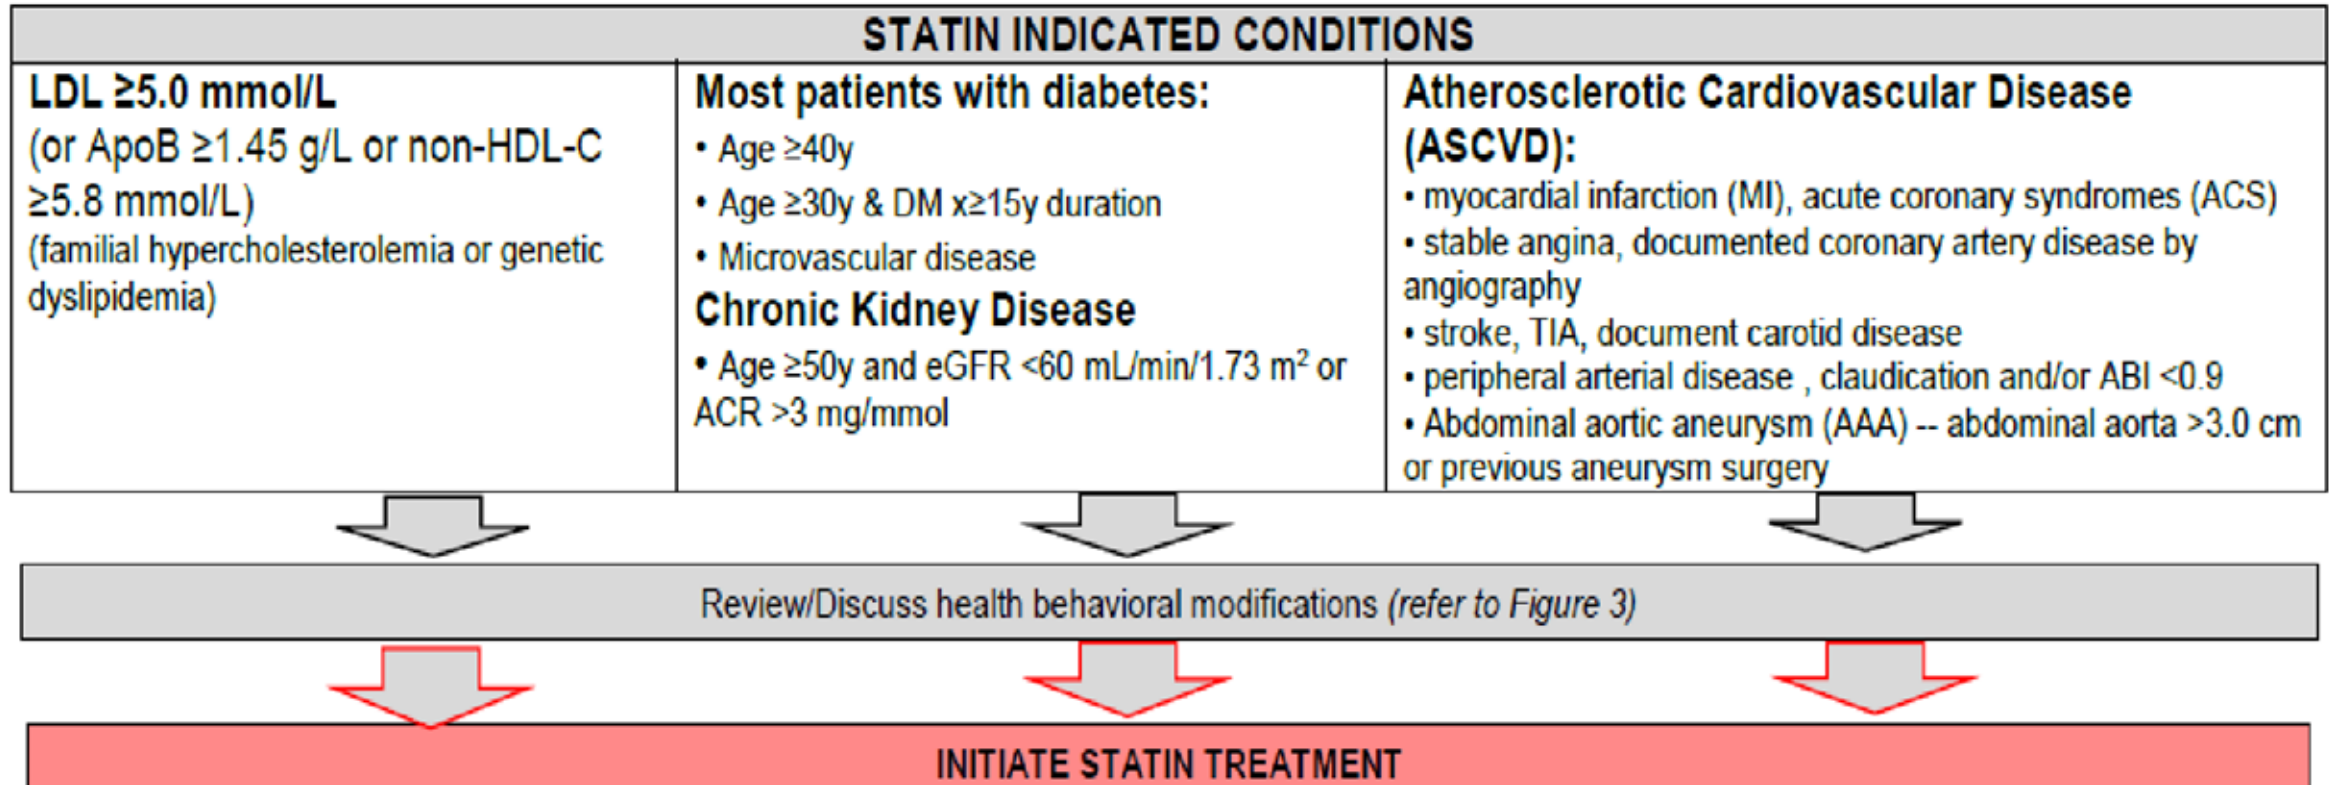 STATIN INDICATED CONDITIONS
LDL ≥5.0 mmol/L
(or ApoB ≥1.45 g/L or non-HDL-C
≥5.8 mmol/L)
(familial hypercholesterolemia or genetic
dyslipidemia)
Most patients with diabetes:
• Age ≥40y
• Age ≥30y & DM x≥15y duration
• Microvascular disease
Chronic Kidney Disease
• Age ≥50y and eGFR <60 mL/min/1.73 m² or
ACR >3 mg/mmol
Atherosclerotic Cardiovascular Disease
(ASCVD):
• myocardial infarction (MI), acute coronary syndromes (ACS)
• stable angina, documented coronary artery disease by
angiography
• stroke, TIA, document carotid disease
• peripheral arterial disease , claudication and/or ABI <0.9
• Abdominal aortic aneurysm (AAA) -- abdominal aorta >3.0 cm
or previous aneurysm surgery
Review/Discuss health behavioral modifications (refer to Figure 3)
INITIATE STATIN TREATMENT